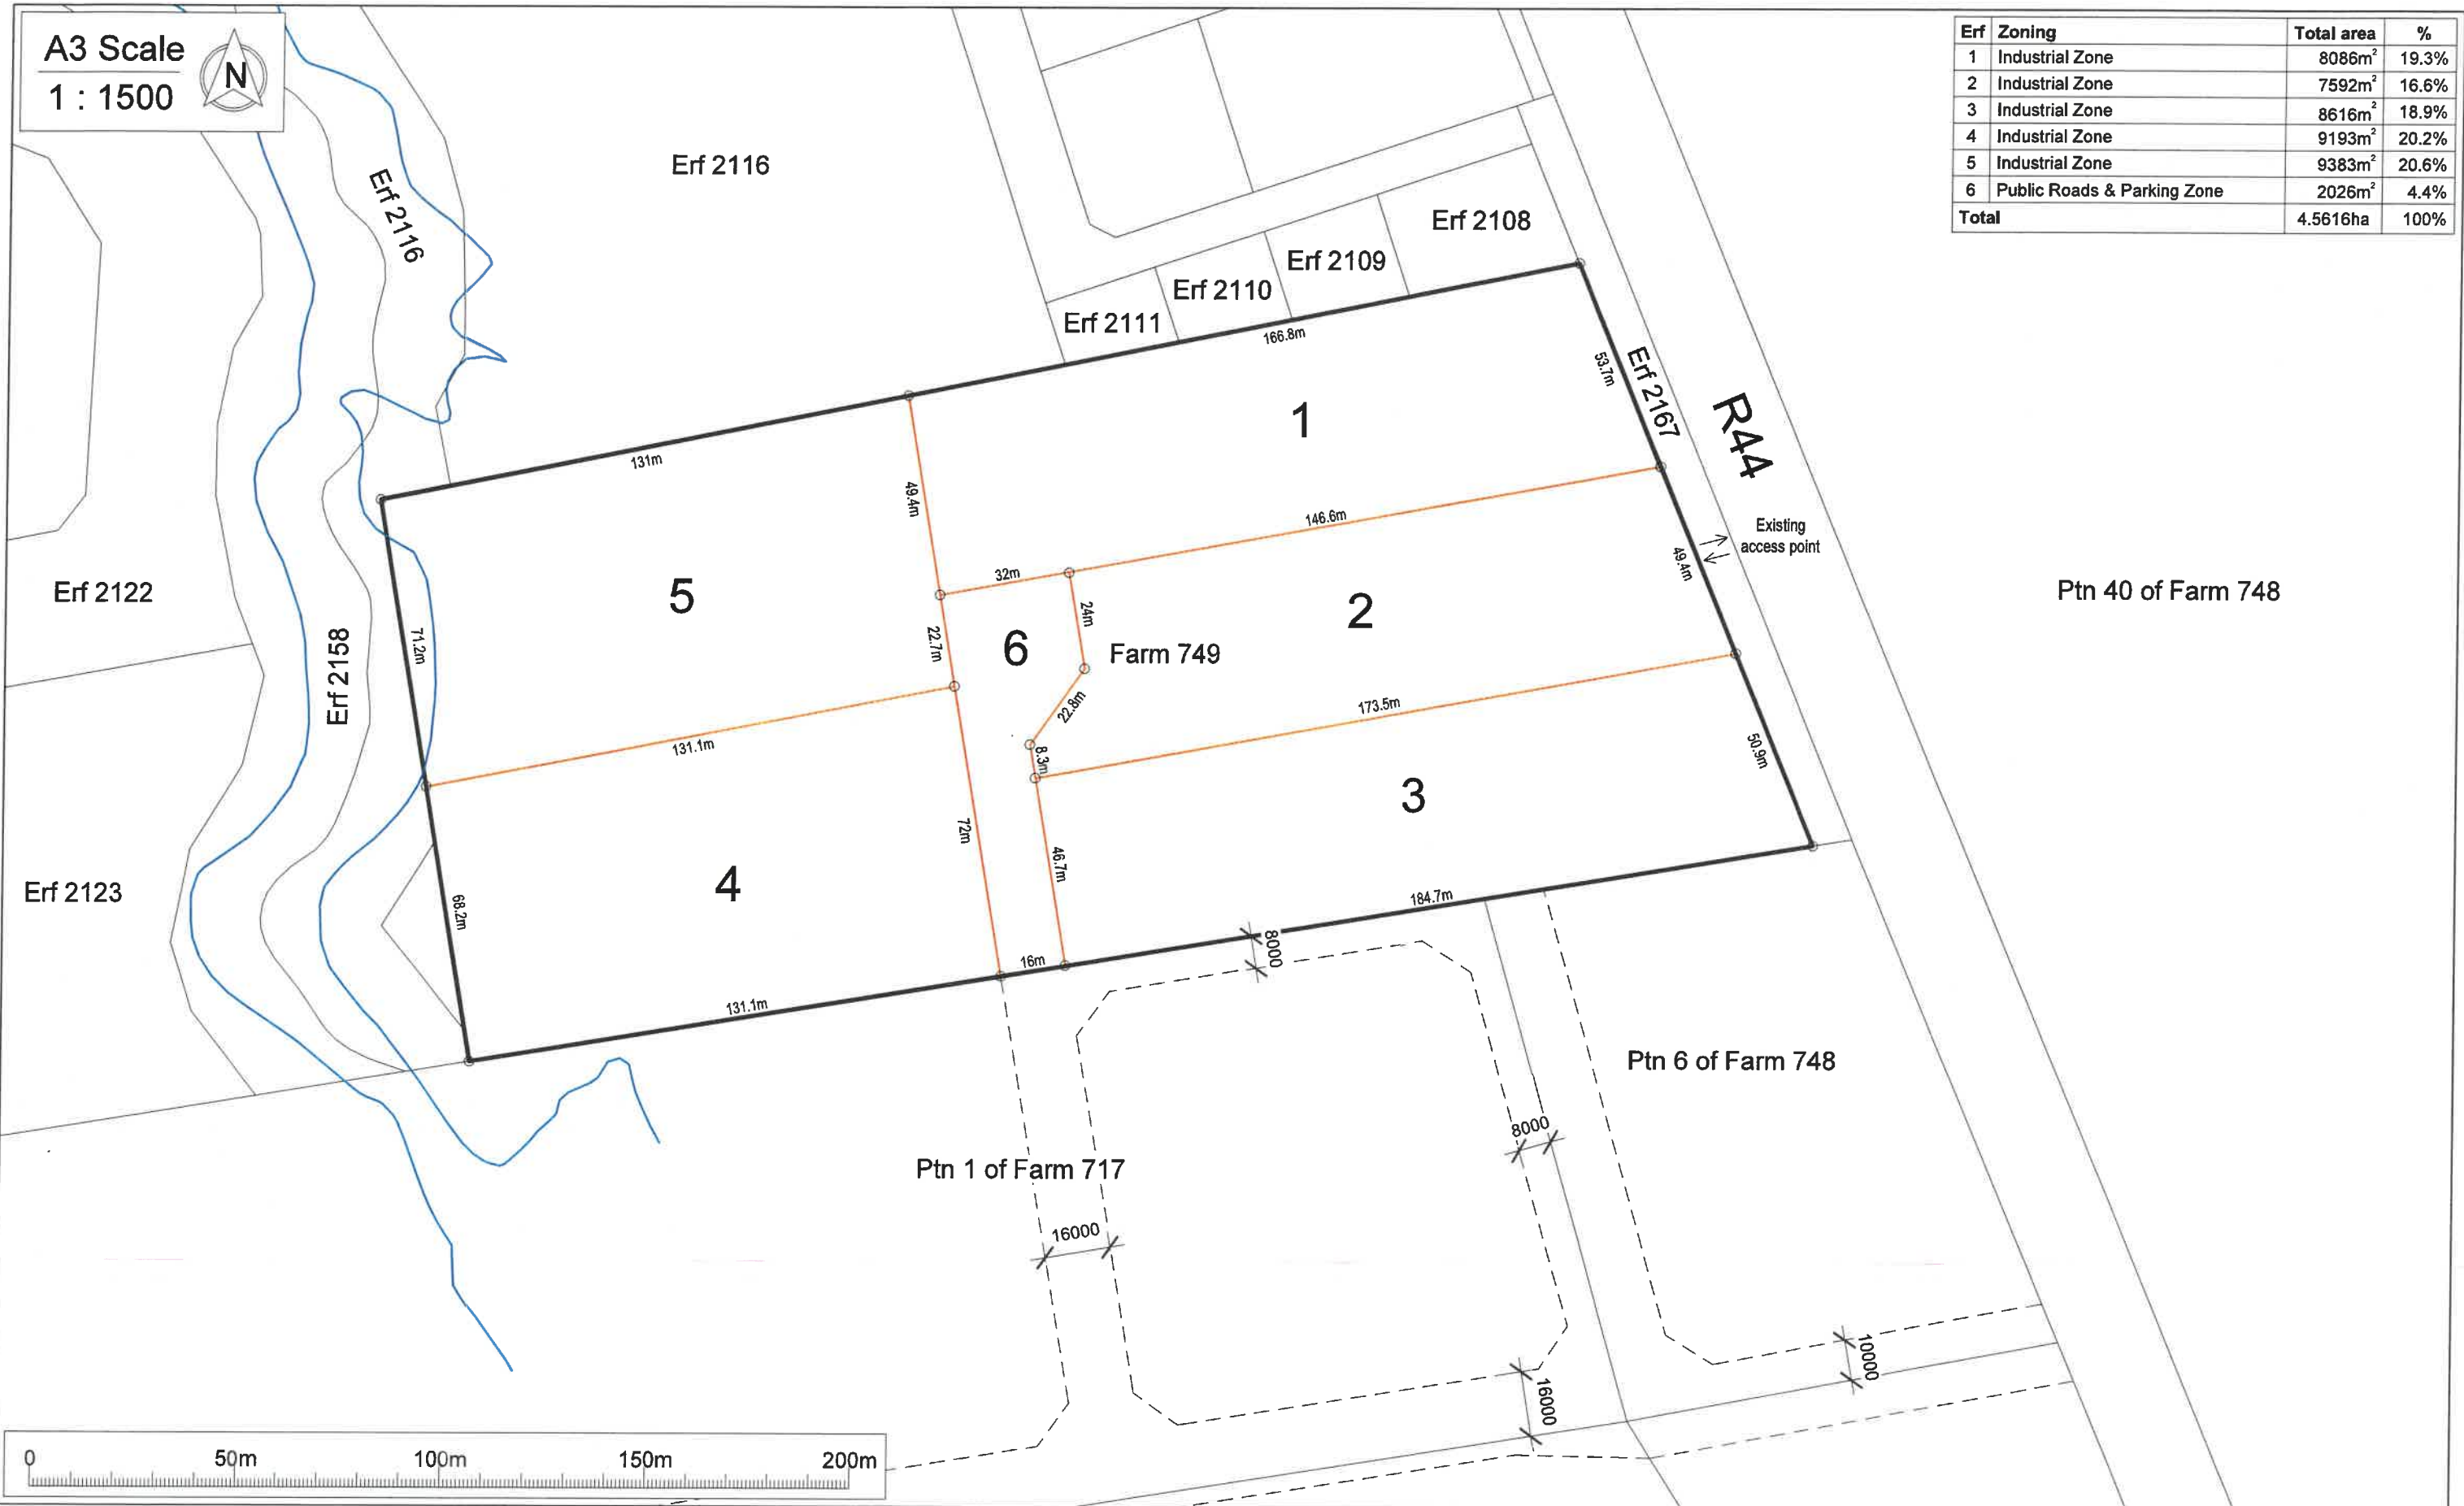 A3 Scale
1 : 1500
N
Erf Zoning Total area %
1 Industrial Zone 8086m² 19.3%
2 Industrial Zone 7592m² 16.6%
3 Industrial Zone 8616m² 18.9%
4 Industrial Zone 9193m² 20.2%
5 Industrial Zone 9383m² 20.6%
6 Public Roads & Parking Zone 2026m² 4.4%
Total 4.5616ha 100%
Erf 2116
Erf 2116
Erf 2108
Erf 2109
Erf 2110
Erf 2111
166.8m
53.7m
Erf 2167
R44
1
131m
49.4m
146.6m
Existing
access point
49.4m
32m
24m
5
2
6
Farm 749
Ptn 40 of Farm 748
Erf 2122
71.2m
Erf 2158
22.7m
22.8m
173.5m
131.1m
8.3m
50.9m
3
72m
46.7m
4
Erf 2123
68.2m
184.7m
8000
16m
131.1m
Ptn 6 of Farm 748
8000
Ptn 1 of Farm 717
16000
10000
16000
0 50m 100m 150m 200m